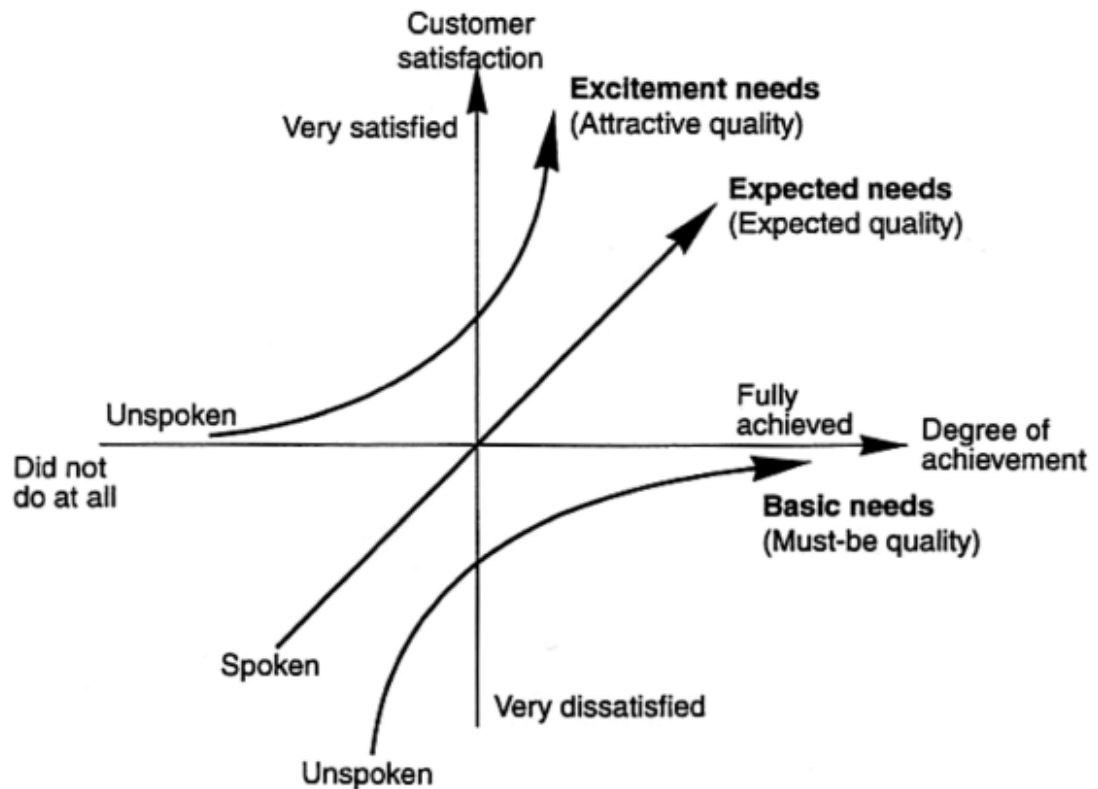 Customer
satisfaction
Very satisfied
Excitement needs
(Attractive quality)
Expected needs
(Expected quality)
Unspoken
Fully
achieved
Degree of
achievement
Did not
do at all
Basic needs
(Must-be quality)
Spoken
Very dissatisfied
Unspoken